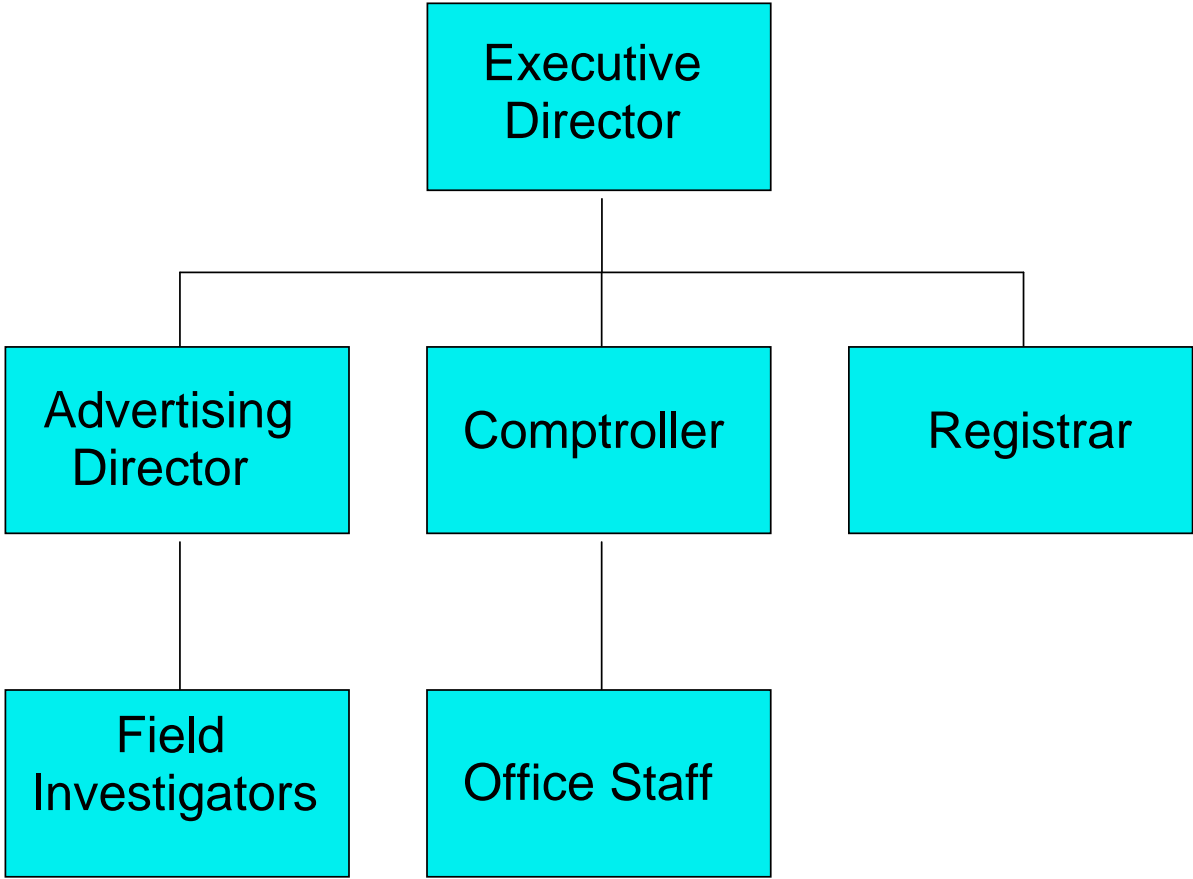 Executive
Director
Advertising
Director
Comptroller
Registrar
Field
Investigators
Office Staff